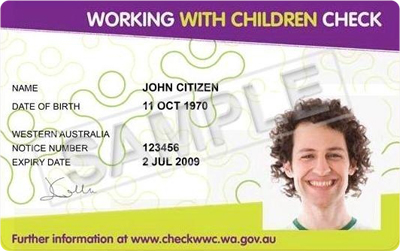 WORKING WITH CHILDREN CHECK
NAME JOHN CITIZEN
DATE OF BIRTH 11 OCT 1970
WESTERN AUSTRALIA
NOTICE NUMBER 123456
EXPIRY DATE 2 JUL 2009
SAMPLE
Further information at www.checkwwc.wa.gov.au